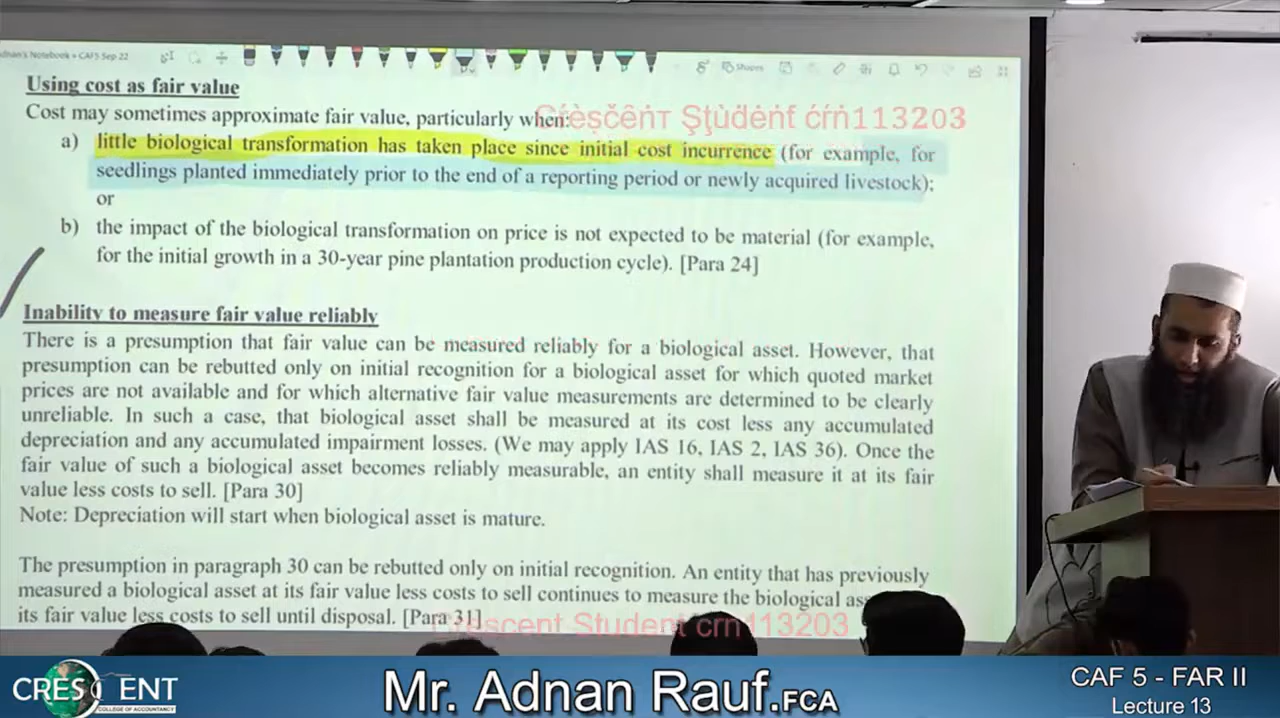 adnan's Notebook » CAF5 Sep 22
Shapes
Using cost as fair value
Cost may sometimes approximate fair value, particularly when:
Crèsčêṅт Şţùdėṅf ćŕṅ113203
a) little biological transformation has taken place since initial cost incurrence (for example, for
seedlings planted immediately prior to the end of a reporting period or newly acquired livestock);
or
b) the impact of the biological transformation on price is not expected to be material (for example,
for the initial growth in a 30-year pine plantation production cycle). [Para 24]
Inability to measure fair value reliably
There is a presumption that fair value can be measured reliably for a biological asset. However, that
presumption can be rebutted only on initial recognition for a biological asset for which quoted market
prices are not available and for which alternative fair value measurements are determined to be clearly
unreliable. In such a case, that biological asset shall be measured at its cost less any accumulated
depreciation and any accumulated impairment losses. (We may apply IAS 16, IAS 2, IAS 36). Once the
fair value of such a biological asset becomes reliably measurable, an entity shall measure it at its fair
value less costs to sell. [Para 30]
Note: Depreciation will start when biological asset is mature.
The presumption in paragraph 30 can be rebutted only on initial recognition. An entity that has previously
measured a biological asset at its fair value less costs to sell continues to measure the biological
its fair value less costs to sell until disposal. [Para 31]
Crescent Student crn113203
CRESCENT
COLLEGE OF ACCOUNTANCY
Mr. Adnan Rauf.FCA
CAF 5 - FAR II
Lecture 13